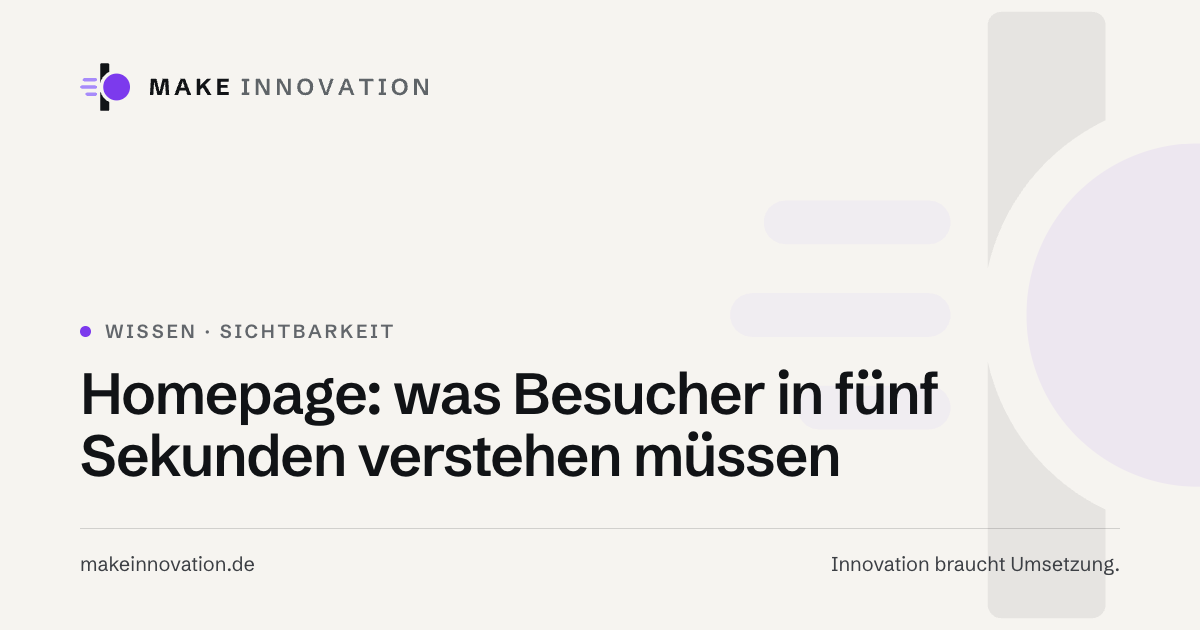 MAKE INNOVATION
WISSEN · SICHTBARKEIT
Homepage: was Besucher in fünf
Sekunden verstehen müssen
makeinnovation.de
Innovation braucht Umsetzung.